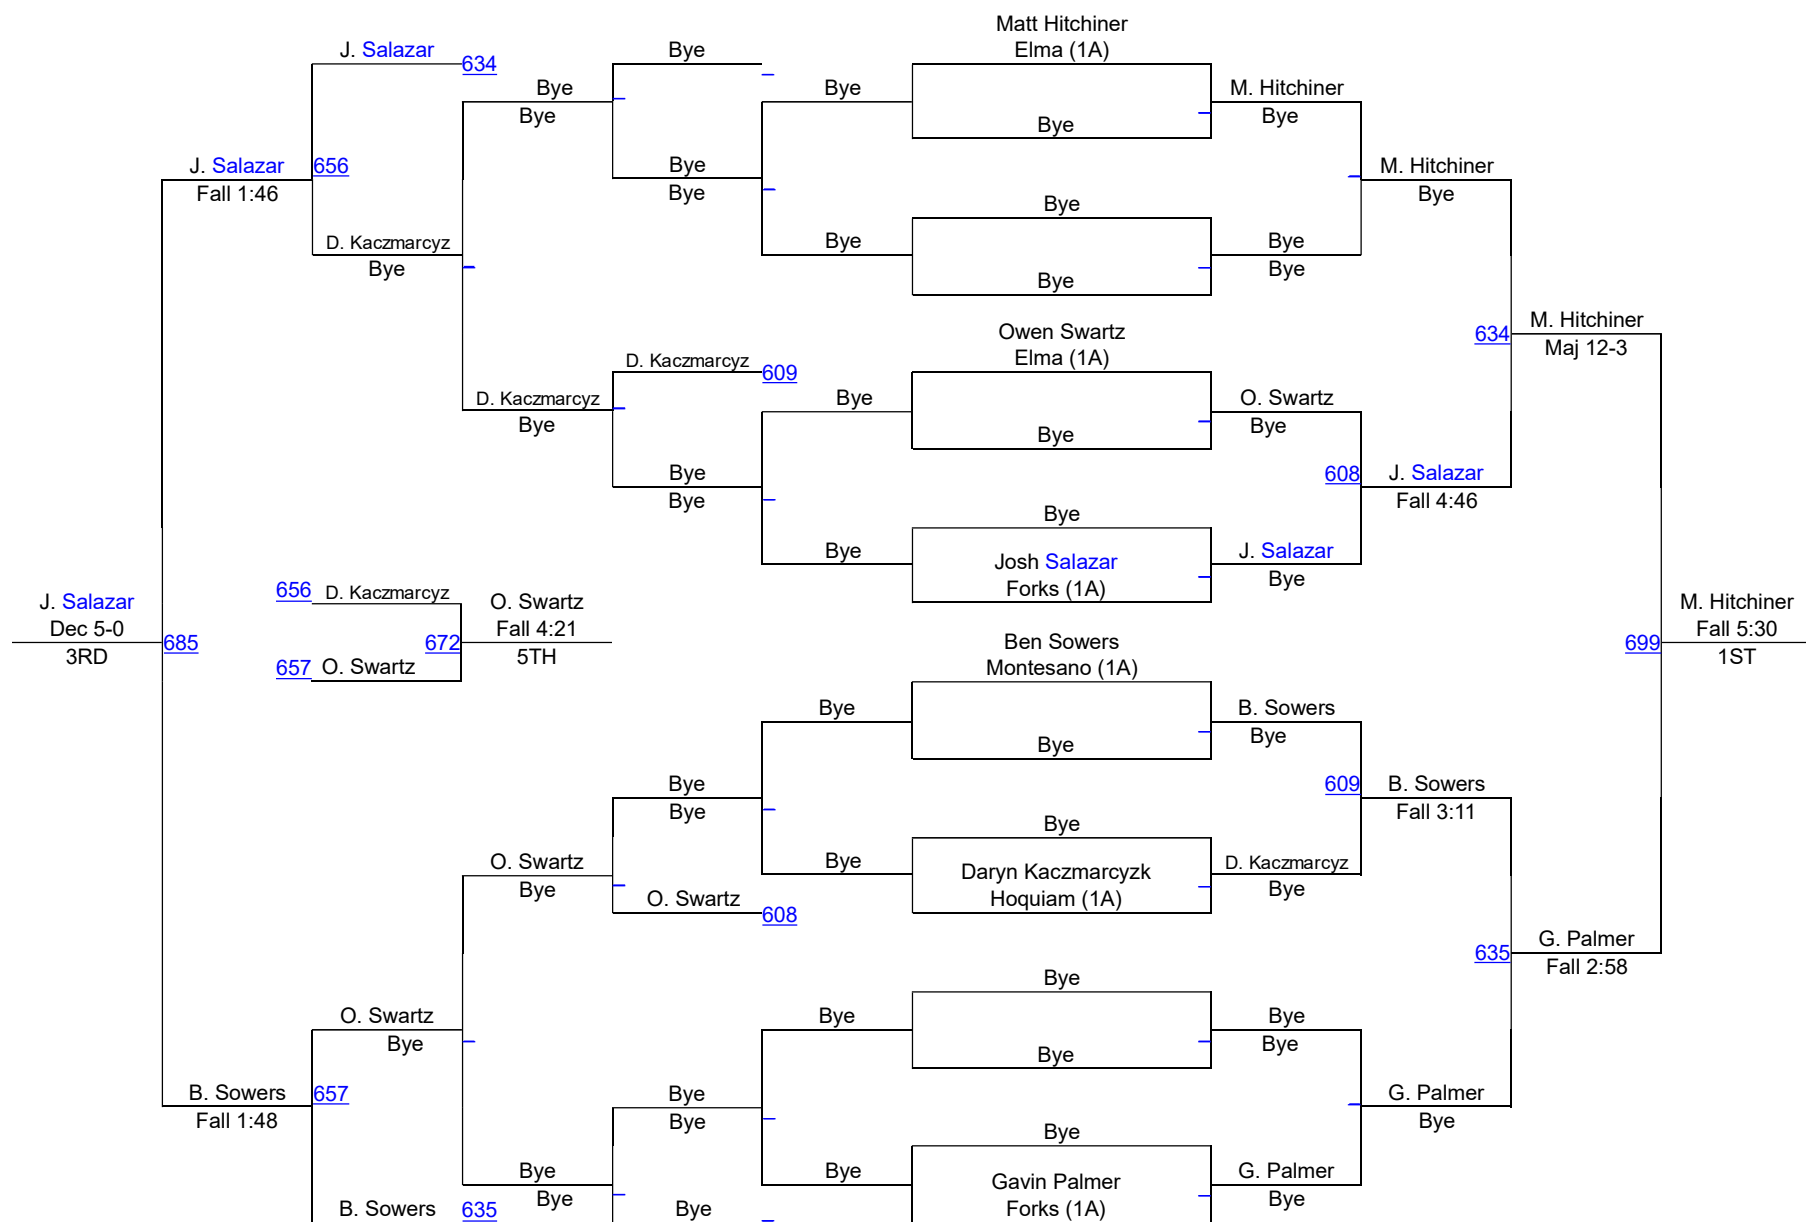 Matt Hitchiner
J. Salazar
Bye
Elma (1A)
634
Bye
Bye
M. Hitchiner
Bye
Bye
Bye
J. Salazar
656
Bye
M. Hitchiner
Fall 1:46
Bye
Bye
Bye
D. Kaczmarcyz
Bye
Bye
Bye
Bye
Bye
Owen Swartz
634
M. Hitchiner
Maj 12-3
D. Kaczmarcyz
609
Elma (1A)
D. Kaczmarcyz
Bye
O. Swartz
Bye
Bye
Bye
Bye
608
J. Salazar
Bye
Fall 4:46
Bye
Bye
Josh Salazar
J. Salazar
Forks (1A)
Bye
656
D. Kaczmarcyz
J. Salazar
O. Swartz
M. Hitchiner
Dec 5-0
Fall 4:21
Fall 5:30
685
672
699
3RD
5TH
1ST
657
O. Swartz
Ben Sowers
Montesano (1A)
Bye
B. Sowers
Bye
Bye
Bye
609
B. Sowers
Bye
Fall 3:11
Bye
O. Swartz
Bye
Daryn Kaczmarcyzk
D. Kaczmarcyz
Bye
Hoquiam (1A)
Bye
O. Swartz
608
635
G. Palmer
Fall 2:58
Bye
O. Swartz
Bye
Bye
Bye
Bye
Bye
B. Sowers
657
Bye
G. Palmer
Fall 1:48
Bye
Bye
Bye
Bye
Bye
Gavin Palmer
G. Palmer
Bye
Bye
B. Sowers
635
Bye
Forks (1A)